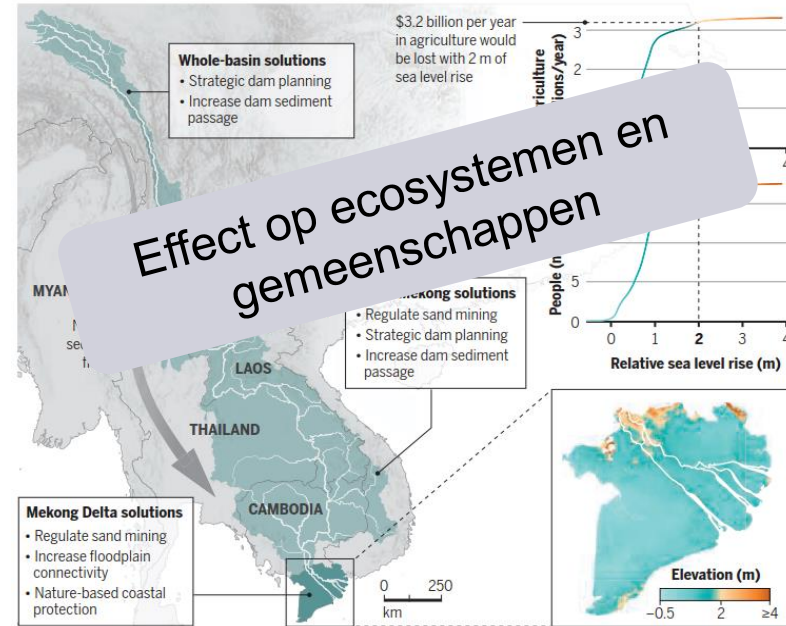 Whole-basin solutions
• Strategic dam planning
• Increase dam sediment
passage
$3.2 billion per year
in agriculture would
be lost with 2 m of
sea level rise
3
2
4
Effect op ecosystemen en
gemeenschappen
5
0
People
0 1 2 3 4
Relative sea level rise (m)
solutions
• Regulate sand mining
• Strategic dam planning
• Increase dam sediment
passage
LAOS
THAILAND
CAMBODIA
Mekong Delta solutions
• Regulate sand mining
• Increase floodplain
connectivity
• Nature-based coastal
protection
0 250
km
Elevation (m)
−0.5 2 ≥4